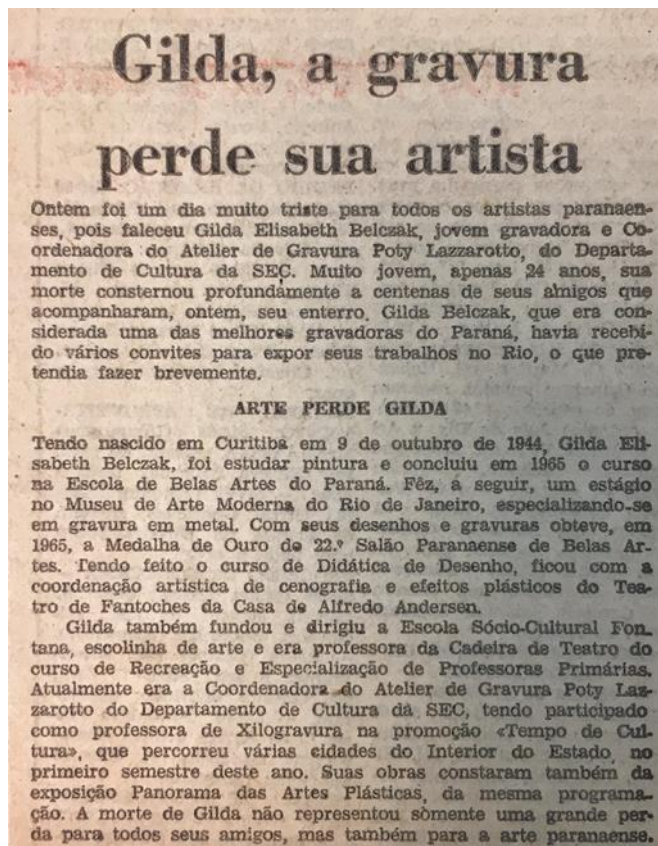 Gilda, a gravura
perde sua artista
Ontem foi um dia muito triste para todos os artistas paranaen-
ses, pois faleceu Gilda Elisabeth Belczak, jovem gravadora e Co-
ordenadora do Atelier de Gravura Poty Lazzarotto, do Departa-
mento de Cultura da SEC. Muito jovem, apenas 24 anos, sua
morte consternou profundamente a centenas de seus amigos que
acompanharam, ontem, seu enterro. Gilda Belczak, que era con-
siderada uma das melhores gravadoras do Paraná, havia recebi-
do vários convites para expor seus trabalhos no Rio, o que pre-
tendia fazer brevemente.
ARTE PERDE GILDA
Tendo nascido em Curitiba em 9 de outubro de 1944, Gilda Eli-
sabeth Belczak, foi estudar pintura e concluiu em 1965 o curso
na Escola de Belas Artes do Paraná. Fêz, a seguir, um estágio
no Museu de Arte Moderna do Rio de Janeiro, especializando-se
em gravura em metal. Com seus desenhos e gravuras obteve, em
1965, a Medalha de Ouro do 22.º Salão Paranaense de Belas Ar-
tes. Tendo feito o curso de Didática de Desenho, ficou com a
coordenação artística de cenografia e efeitos plásticos do Tea-
tro de Fantoches da Casa de Alfredo Andersen.
Gilda também fundou e dirigiu a Escola Sócio-Cultural Fon-
tana, escolinha de arte e era professora da Cadeira de Teatro do
curso de Recreação e Especialização de Professoras Primárias.
Atualmente era a Coordenadora do Atelier de Gravura Poty Laz-
zarotto do Departamento de Cultura da SEC, tendo participado
como professora de Xilogravura na promoção «Tempo de Cul-
tura», que percorreu várias cidades do Interior do Estado, no
primeiro semestre deste ano. Suas obras constaram também da
exposição Panorama das Artes Plásticas, da mesma programa-
ção. A morte de Gilda não representou sòmente uma grande per-
da para todos seus amigos, mas também para a arte paranaense.